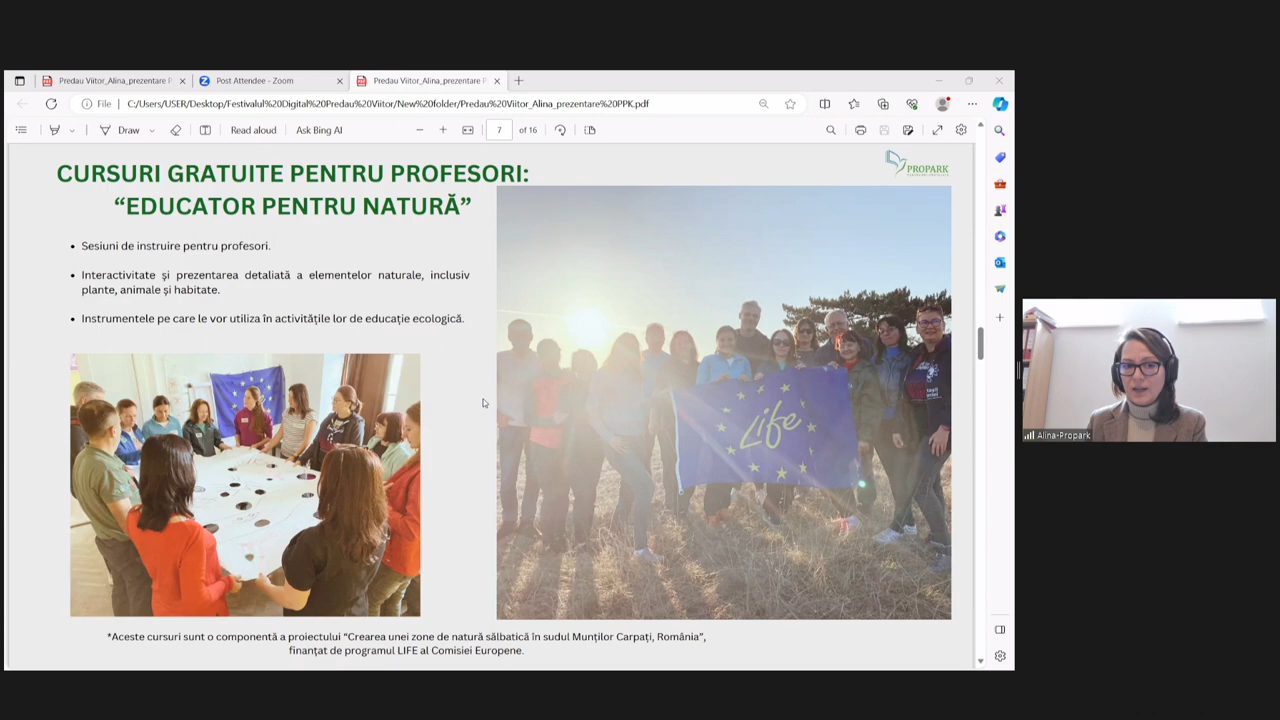 Predau Viitor_Alina_prezentare P
Post Attendee - Zoom
Predau Viitor_Alina_prezentare P
File
C:/Users/USER/Desktop/Festivalul%20Digital%20Predau%20Viitor/New%20folder/Predau%20Viitor_Alina_prezentare%20PPK.pdf
Draw
Read aloud
Ask Bing AI
7
of 16
PROPARK
CURSURI GRATUITE PENTRU PROFESORI:
“EDUCATOR PENTRU NATURĂ”
• Sesiuni de instruire pentru profesori.
• Interactivitate și prezentarea detaliată a elementelor naturale, inclusiv
plante, animale și habitate.
• Instrumentele pe care le vor utiliza în activitățile lor de educație ecologică.
Life
*Aceste cursuri sunt o componentă a proiectului “Crearea unei zone de natură sălbatică în sudul Munților Carpați, România”,
finanțat de programul LIFE al Comisiei Europene.
Alina-Propark